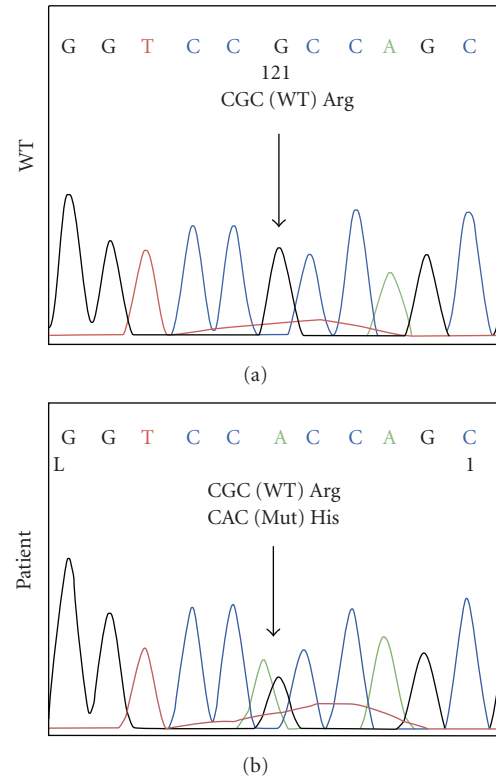 G G T C C G C C A G C
121
CGC (WT) Arg
WT
(a)
G G T C C A C C A G C
L 1
CGC (WT) Arg
CAC (Mut) His
Patient
(b)